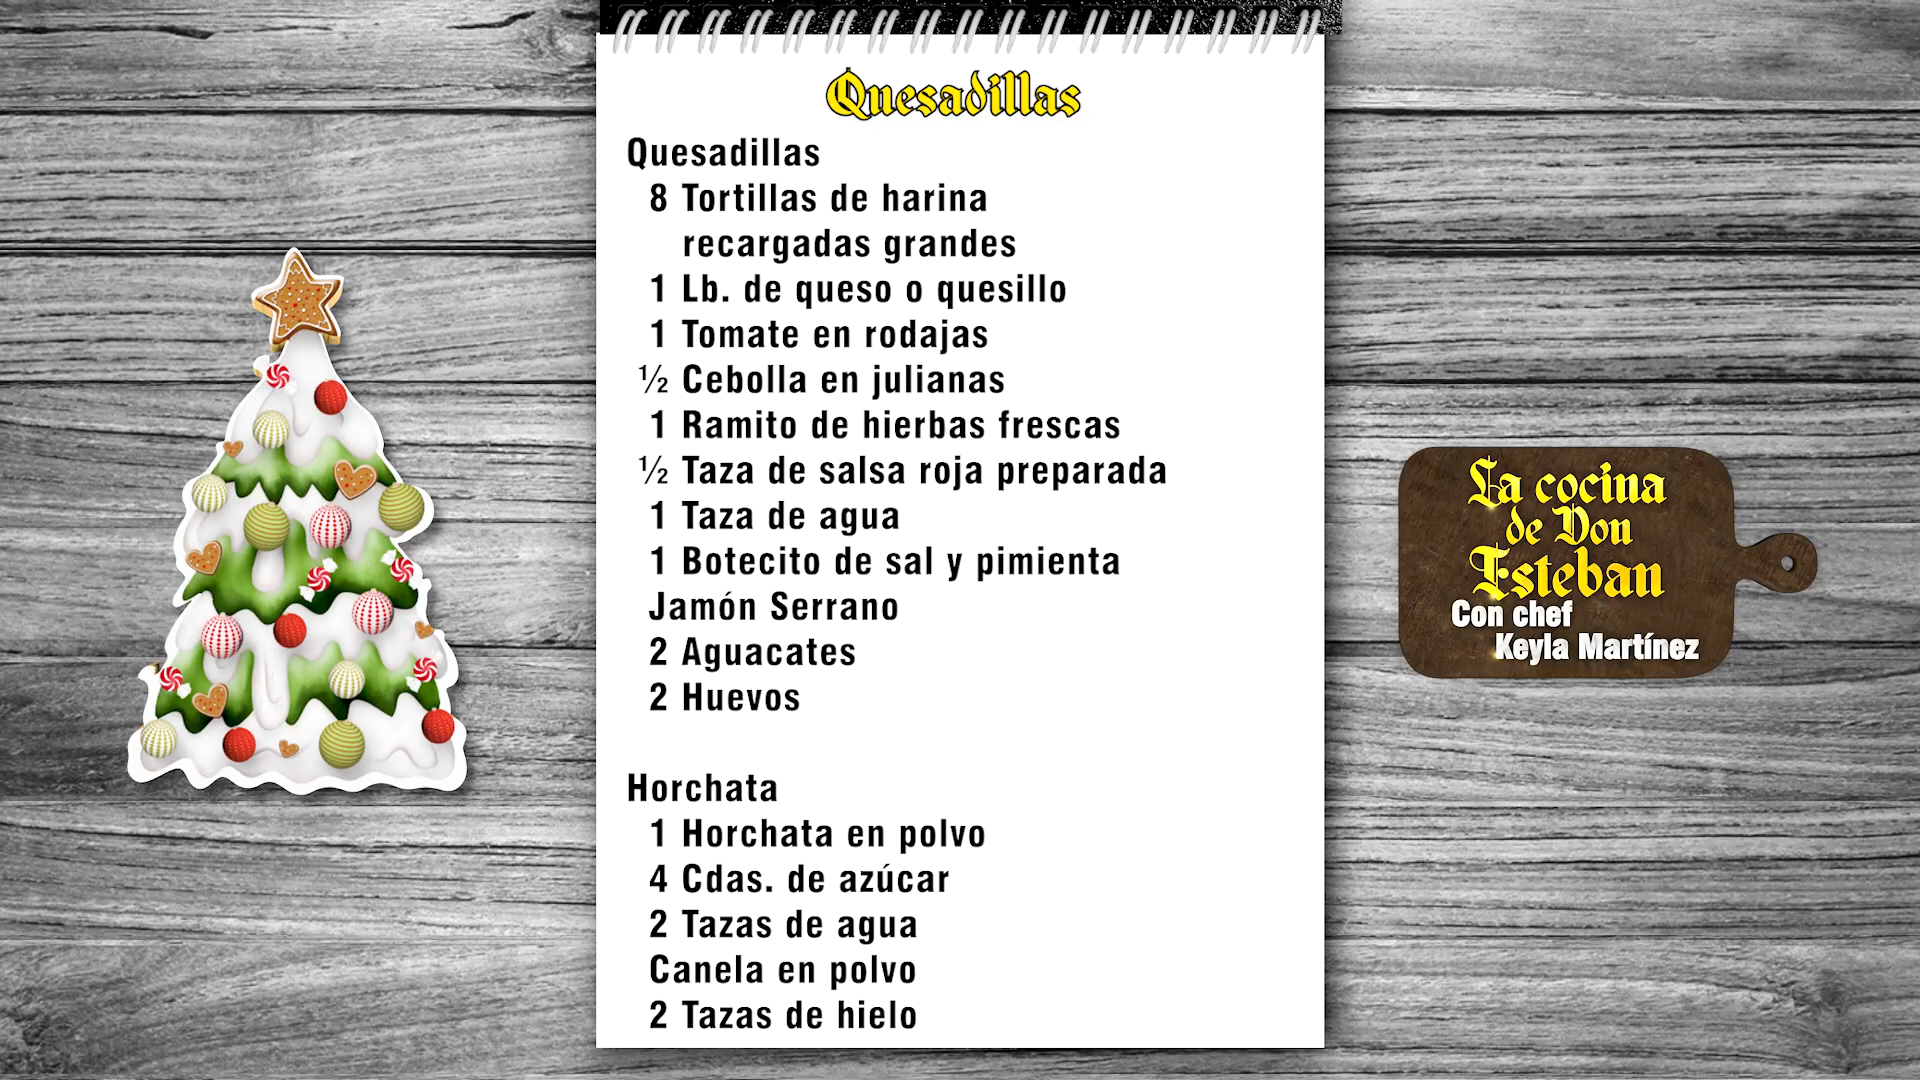 Quesadillas
Quesadillas
8 Tortillas de harina
recargadas grandes
1 Lb. de queso o quesillo
1 Tomate en rodajas
½ Cebolla en julianas
1 Ramito de hierbas frescas
½ Taza de salsa roja preparada
1 Taza de agua
1 Botecito de sal y pimienta
Jamón Serrano
2 Aguacates
2 Huevos
Horchata
1 Horchata en polvo
4 Cdas. de azúcar
2 Tazas de agua
Canela en polvo
2 Tazas de hielo
La cocina
de Don
Esteban
Con chef
Keyla Martínez